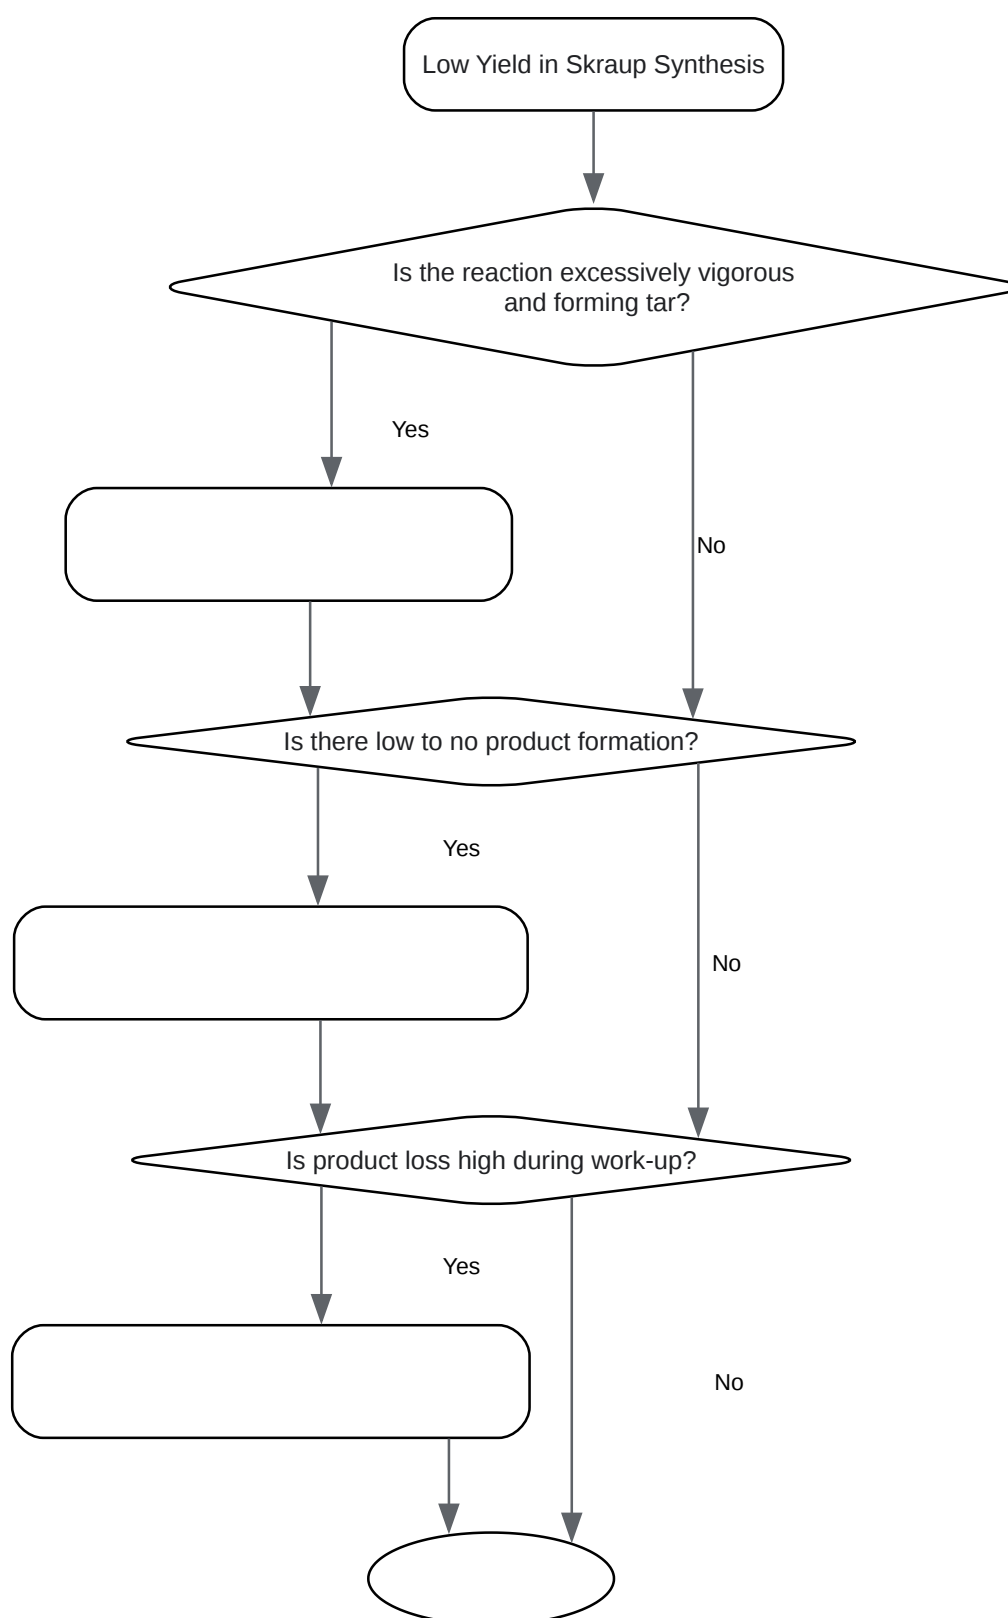 Low Yield in Skraup Synthesis
Is the reaction excessively vigorous
and forming tar?
Yes
No
Is there low to no product formation?
Yes
No
Is product loss high during work-up?
Yes
No